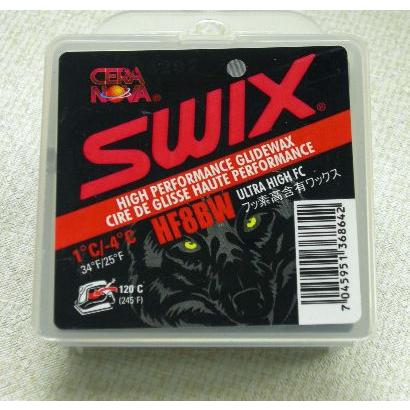 CERA
NOVA®
SWIX®
HIGH PERFORMANCE GLIDEWAX
CIRE DE GLISSE HAUTE PERFORMANCE
HF8BW
ULTRA HIGH FC
フッ素高含有ワックス
1°C/-4°C
34°F/25°F
120 C
(245 F)
7 045951 368642